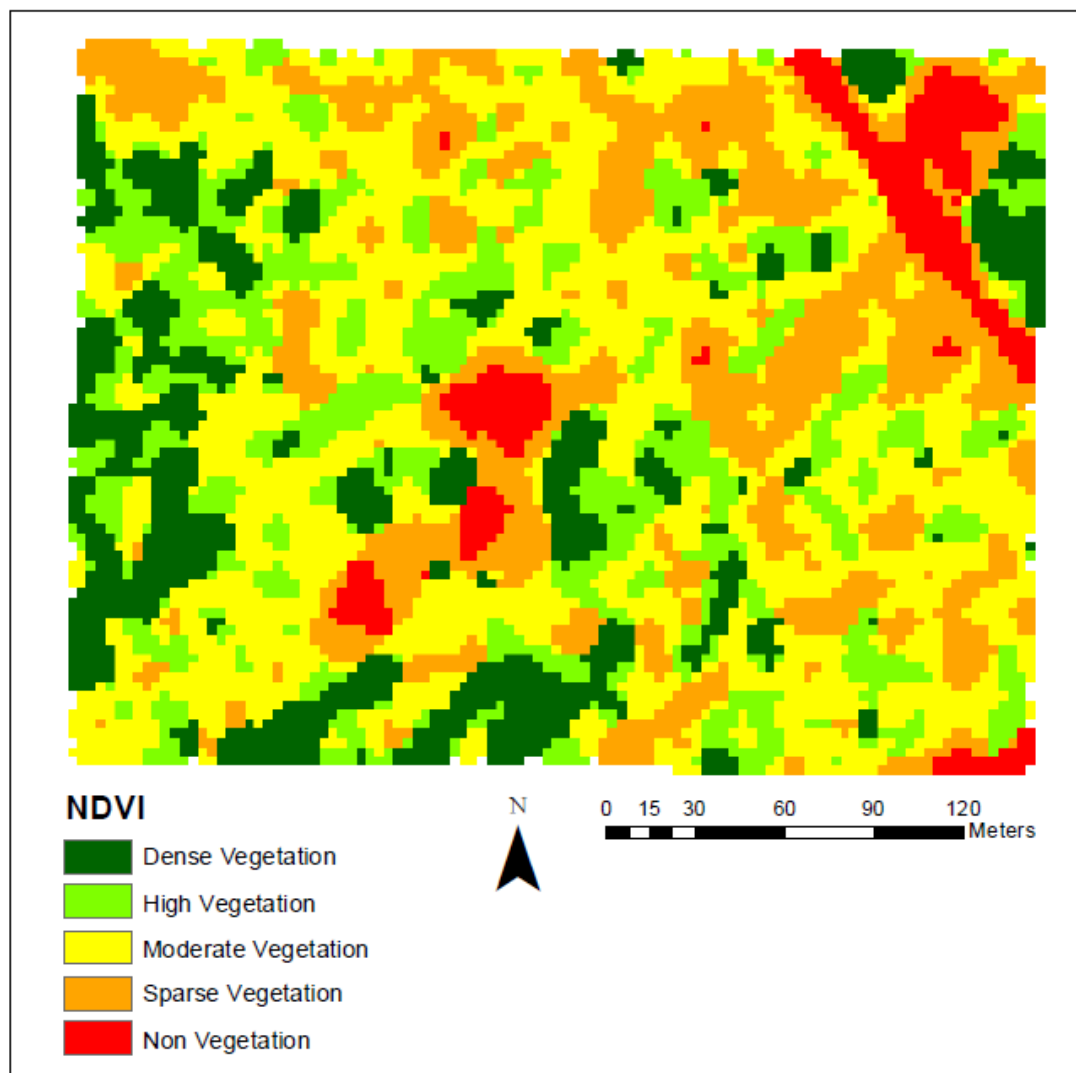 NDVI
Dense Vegetation
High Vegetation
Moderate Vegetation
Sparse Vegetation
Non Vegetation
N
0 15 30 60 90 120
Meters